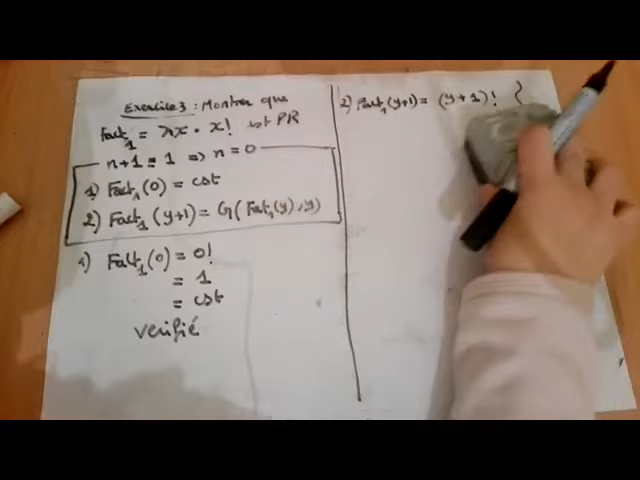 Exercice 3 : Montrer que
Fact₁ = λx • x! est PR
n+1 = 1 => n = 0
1) Fact₁(0) = cst
2) Fact₁(y+1) = G(Fact₁(y), y)
1) Fact₁(0) = 0!
= 1
= cst
verifié
2) Fact₁(y+1) = (y+1)! {